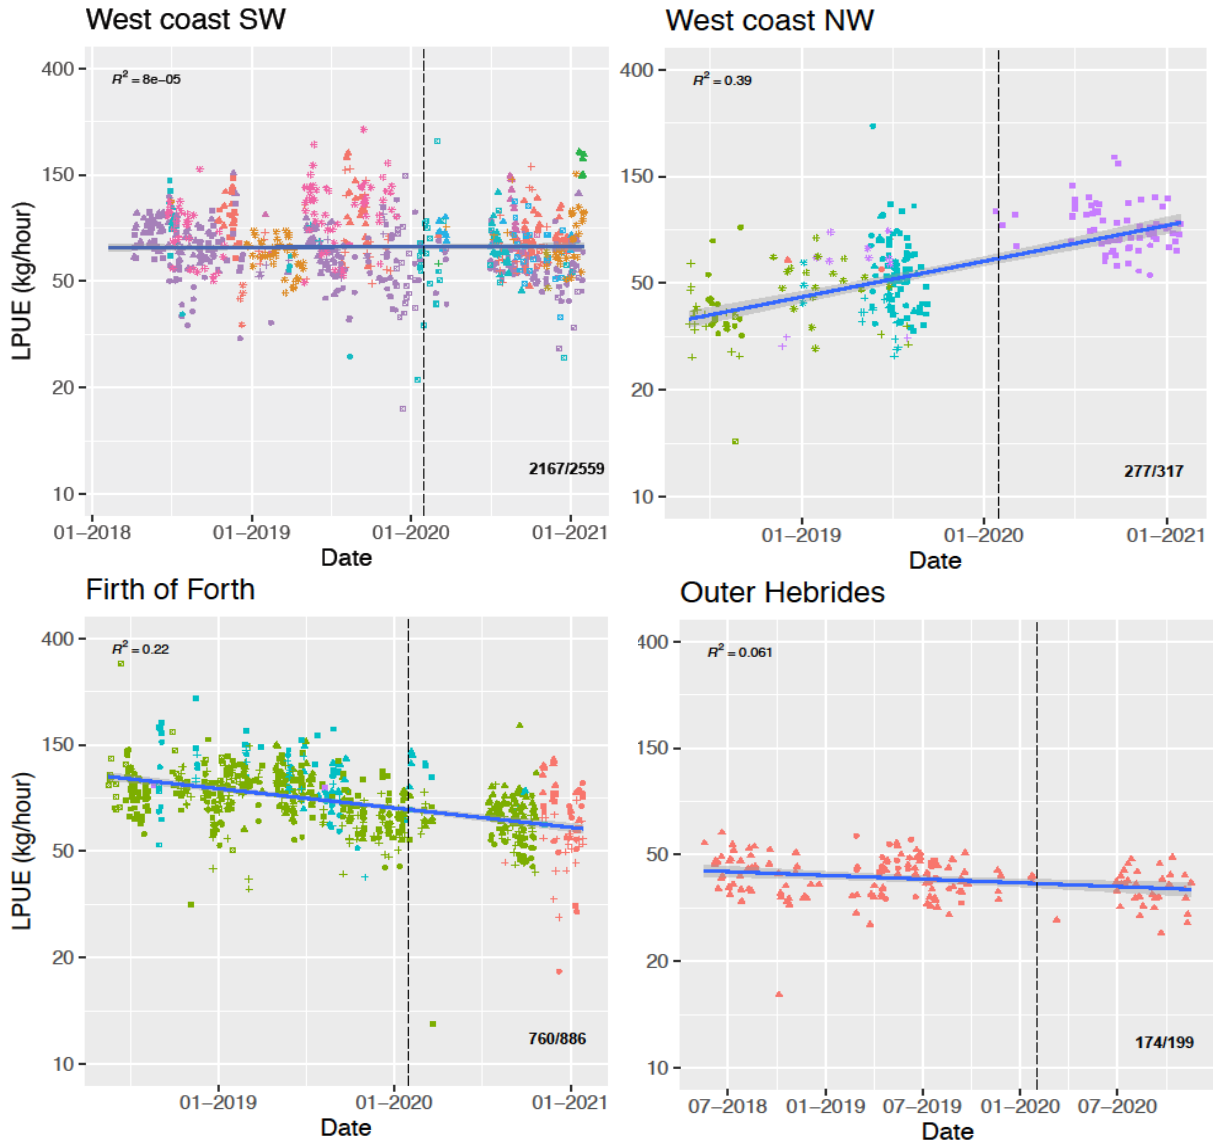 West coast SW
West coast NW
400
R² = 8e−05
150
50
20
10
2167/2559
LPUE (kg/hour)
01−2018
01−2019
01−2020
01−2021
Date
400
R² = 0.39
150
50
20
10
277/317
01−2019
01−2020
01−2021
Date
Firth of Forth
Outer Hebrides
400
R² = 0.22
150
50
20
10
760/886
LPUE (kg/hour)
01−2019
01−2020
01−2021
Date
400
R² = 0.061
150
50
20
10
174/199
07−2018
01−2019
07−2019
01−2020
07−2020
Date